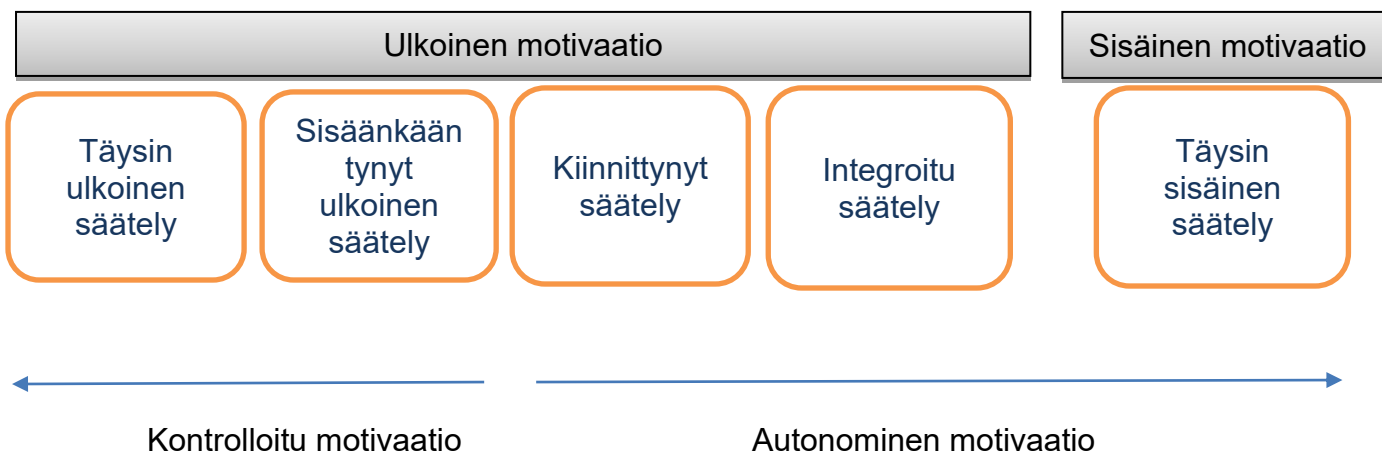 Ulkoinen motivaatio
Sisäinen motivaatio
Täysin
ulkoinen
säätely
Sisäänkään
tynyt
ulkoinen
säätely
Kiinnittynyt
säätely
Integroitu
säätely
Täysin
sisäinen
säätely
Kontrolloitu motivaatio
Autonominen motivaatio